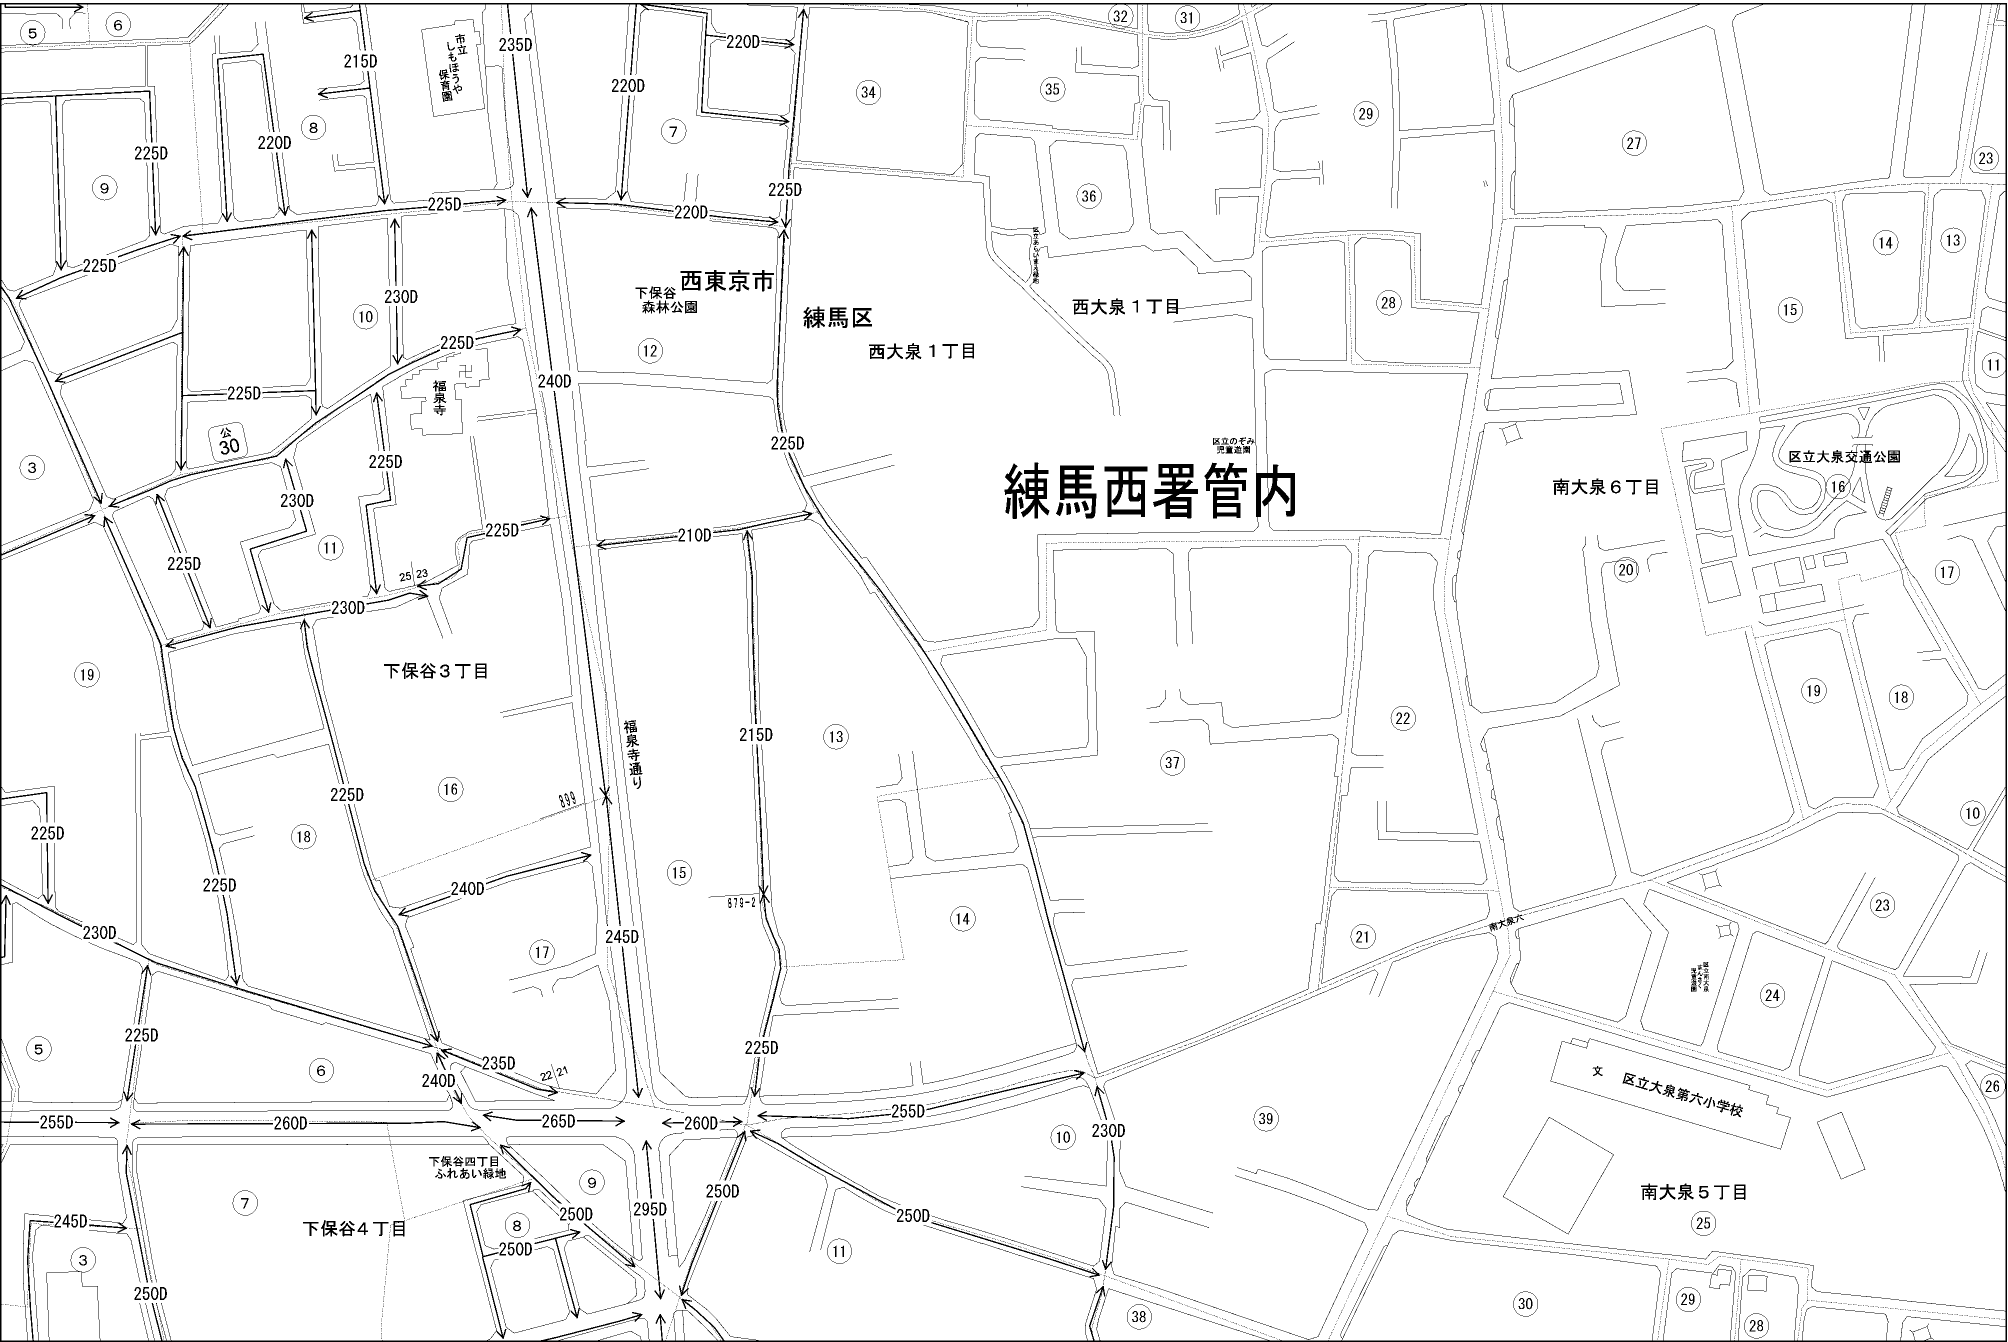 5
6
215D
市立
しもほうや
保育園
235D
220D
220D
32
31
34
35
29
27
23
8
7
225D
220D
9
36
225D
225D
220D
14
13
225D
10
230D
西東京市
下保谷
森林公園
練馬区
西大泉1丁目
西大泉1丁目
28
15
12
225D
福泉寺
240D
11
225D
公
30
225D
区立のぞみ
児童遊園
区立大泉交通公園
16
3
225D
230D
練馬西署管内
南大泉6丁目
225D
210D
225D
11
25
23
230D
20
17
19
下保谷3丁目
19
18
22
福泉寺通り
215D
13
37
225D
16
899
10
225D
18
225D
240D
15
879-2
14
23
230D
17
245D
21
南大泉六
24
225D
5
6
235D
240D
22
21
225D
文
区立大泉第六小学校
26
255D
260D
265D
260D
255D
10
230D
39
下保谷四丁目
ふれあい緑地
9
7
8
250D
295D
250D
250D
南大泉5丁目
25
245D
下保谷4丁目
250D
3
11
250D
30
29
28
38